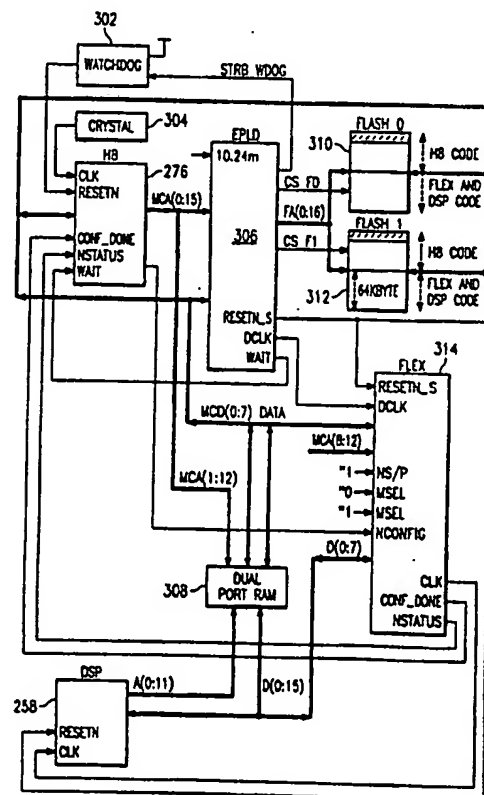 302
WATCHDOG
STRB WDOG
CRYSTAL
304
H8
276
CLK
RESETN
CONF_DONE
NSTATUS
WAIT
MCA(0:15)
EPLD
10.24m
306
CS F0
FA(0:16)
CS F1
RESETN_S
DCLK
WAIT
FLASH 0
310
H8 CODE
FLEX AND
DSP CODE
FLASH 1
H8 CODE
312
64KBYTE
FLEX AND
DSP CODE
FLEX
314
RESETN_S
DCLK
MCD(0:7) DATA
MCA(8:12)
"1
NS/P
"0
MSEL
"1
MSEL
NCONFIG
MCA(1:12)
D(0:7)
308
DUAL
PORT RAM
CLK
CONF_DONE
NSTATUS
DSP
258
A(0:11)
D(0:15)
RESETN
CLK